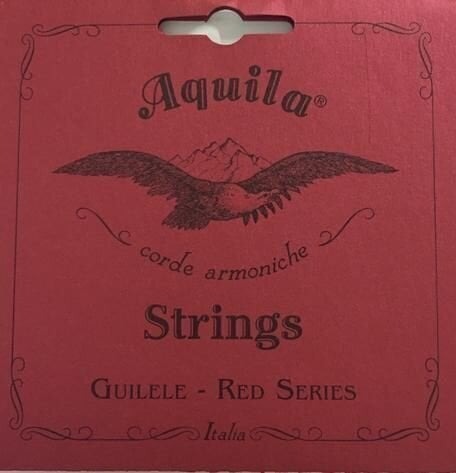 Aquila®
corde armoniche
Strings
GUILELE - RED SERIES
Italia